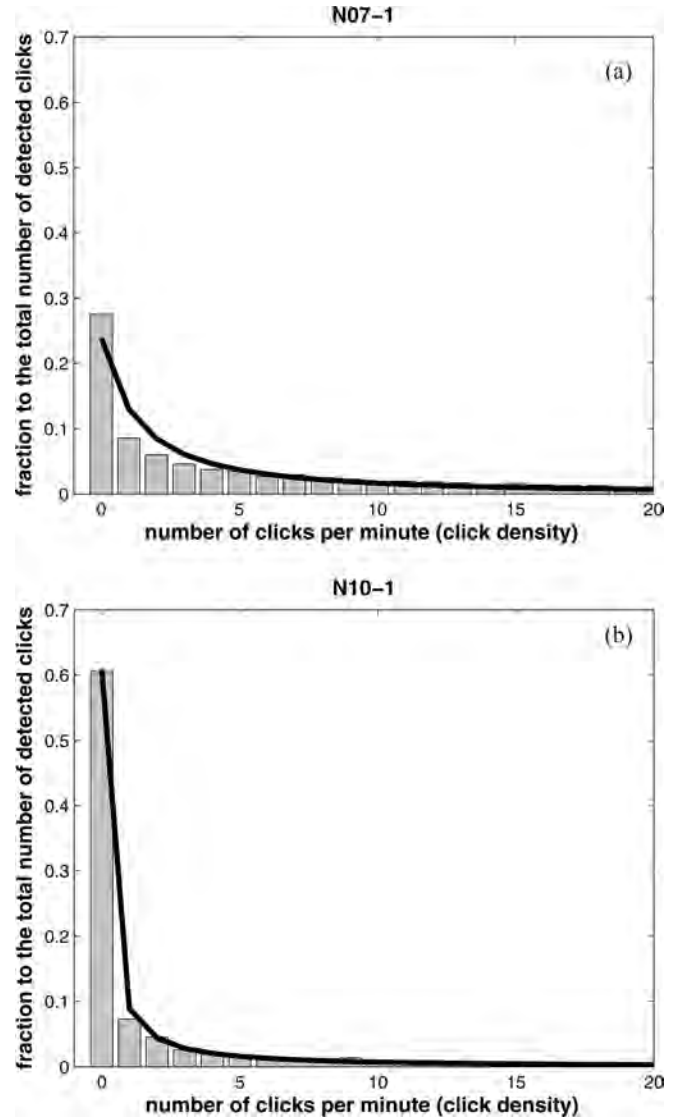 N07-1
(a)
fraction to the total number of detected clicks
0.7
0.6
0.5
0.4
0.3
0.2
0.1
0
0 5 10 15 20
number of clicks per minute (click density)
N10-1
(b)
fraction to the total number of detected clicks
0.7
0.6
0.5
0.4
0.3
0.2
0.1
0
0 5 10 15 20
number of clicks per minute (click density)